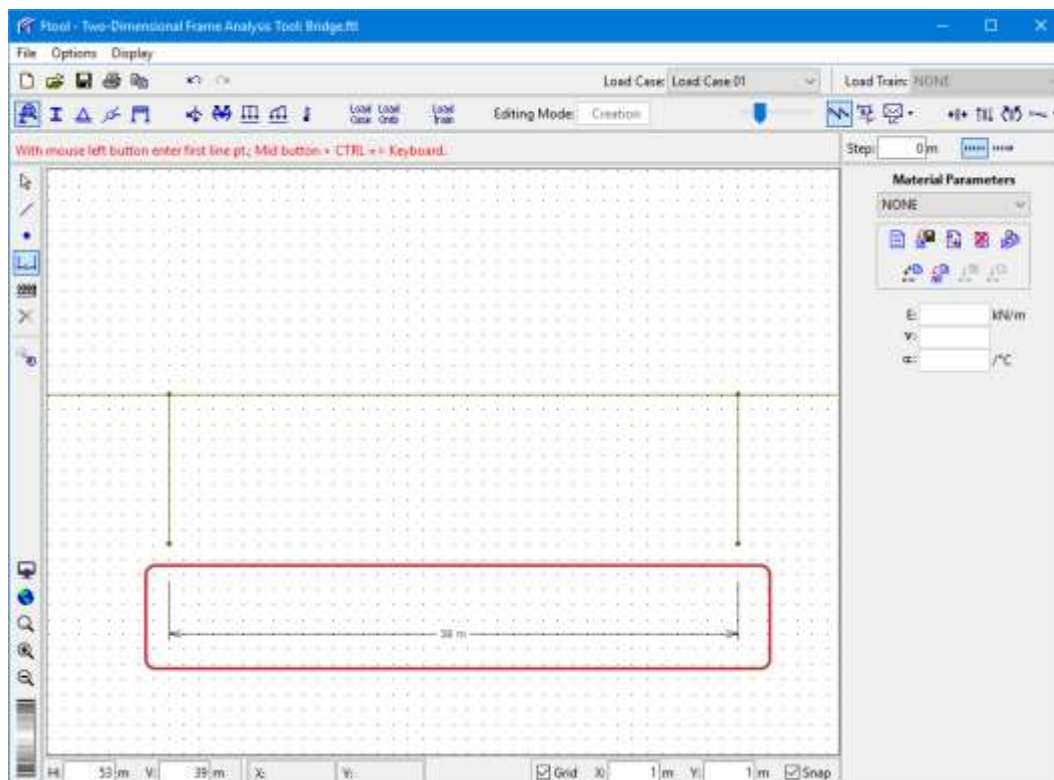 Ftool - Two-Dimensional Frame Analysis Tool: Bridge.ftl
File Options Display
Load Case: Load Case 01 Load Train: NONE
Load Case Load Comb Load Train Editing Mode: Creation
With mouse left button enter first line pt.; Mid button + CTRL => Keyboard.
Step: 0 m
Material Parameters
NONE
E: kN/m
ν:
α: /°C
38 m
H: 53 m V: 39 m X: Y: Grid X: 1 m Y: 1 m Snap